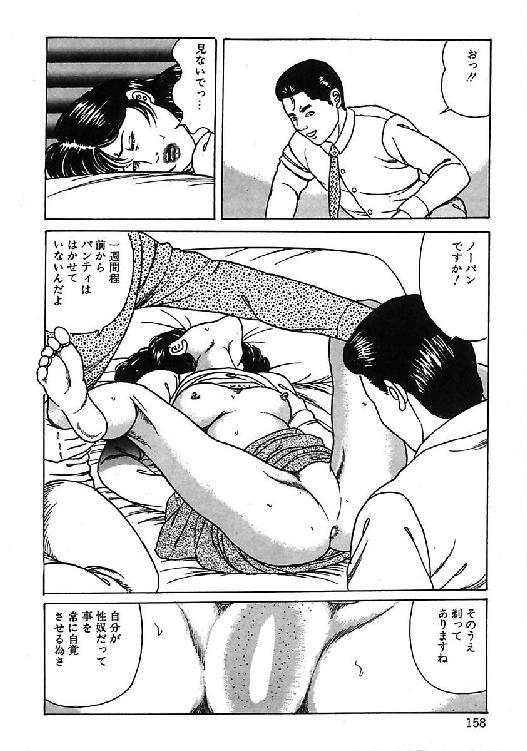 おっ!!
見ないでっ…
ノーパン
ですか!
一週間程
前から
パンティは
はかせて
いないんだよ
そのうえ
剃って
ありますね
自分が
性奴だって
事を
常に自覚
させる為さ
158